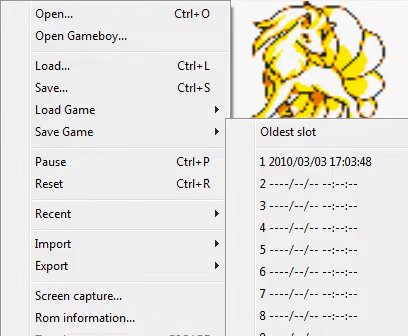 Open... Ctrl+O
Open Gameboy...
Load... Ctrl+L
Save... Ctrl+S
Load Game
Save Game
Pause Ctrl+P
Reset Ctrl+R
Recent
Import
Export
Screen capture...
Rom information...
Oldest slot
1 2010/03/03 17:03:48
2 ----/--/-- --:--:--
3 ----/--/-- --:--:--
4 ----/--/-- --:--:--
5 ----/--/-- --:--:--
6 ----/--/-- --:--:--
7 ----/--/-- --:--:--
8 ----/--/-- --:--:--